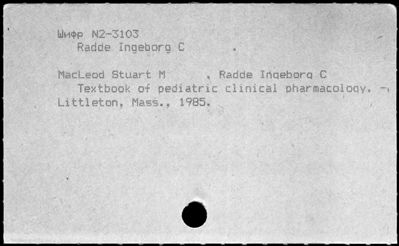 Шифр N2-3103
Radde Ingeborg C .
MacLeod Stuart M , Radde Ingeborg C
Textbook of pediatric clinical pharmacology. -
Littleton, Mass., 1985.